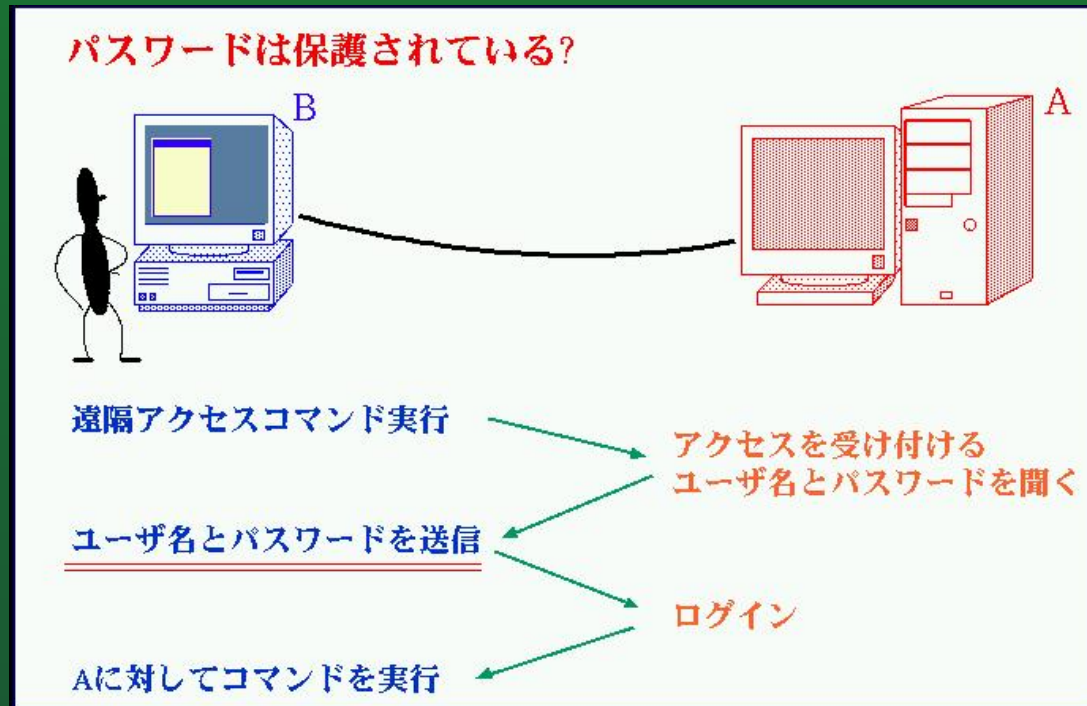 パスワードは保護されている?
B
A
遠隔アクセスコマンド実行
アクセスを受け付ける
ユーザ名とパスワードを聞く
ユーザ名とパスワードを送信
ログイン
Aに対してコマンドを実行